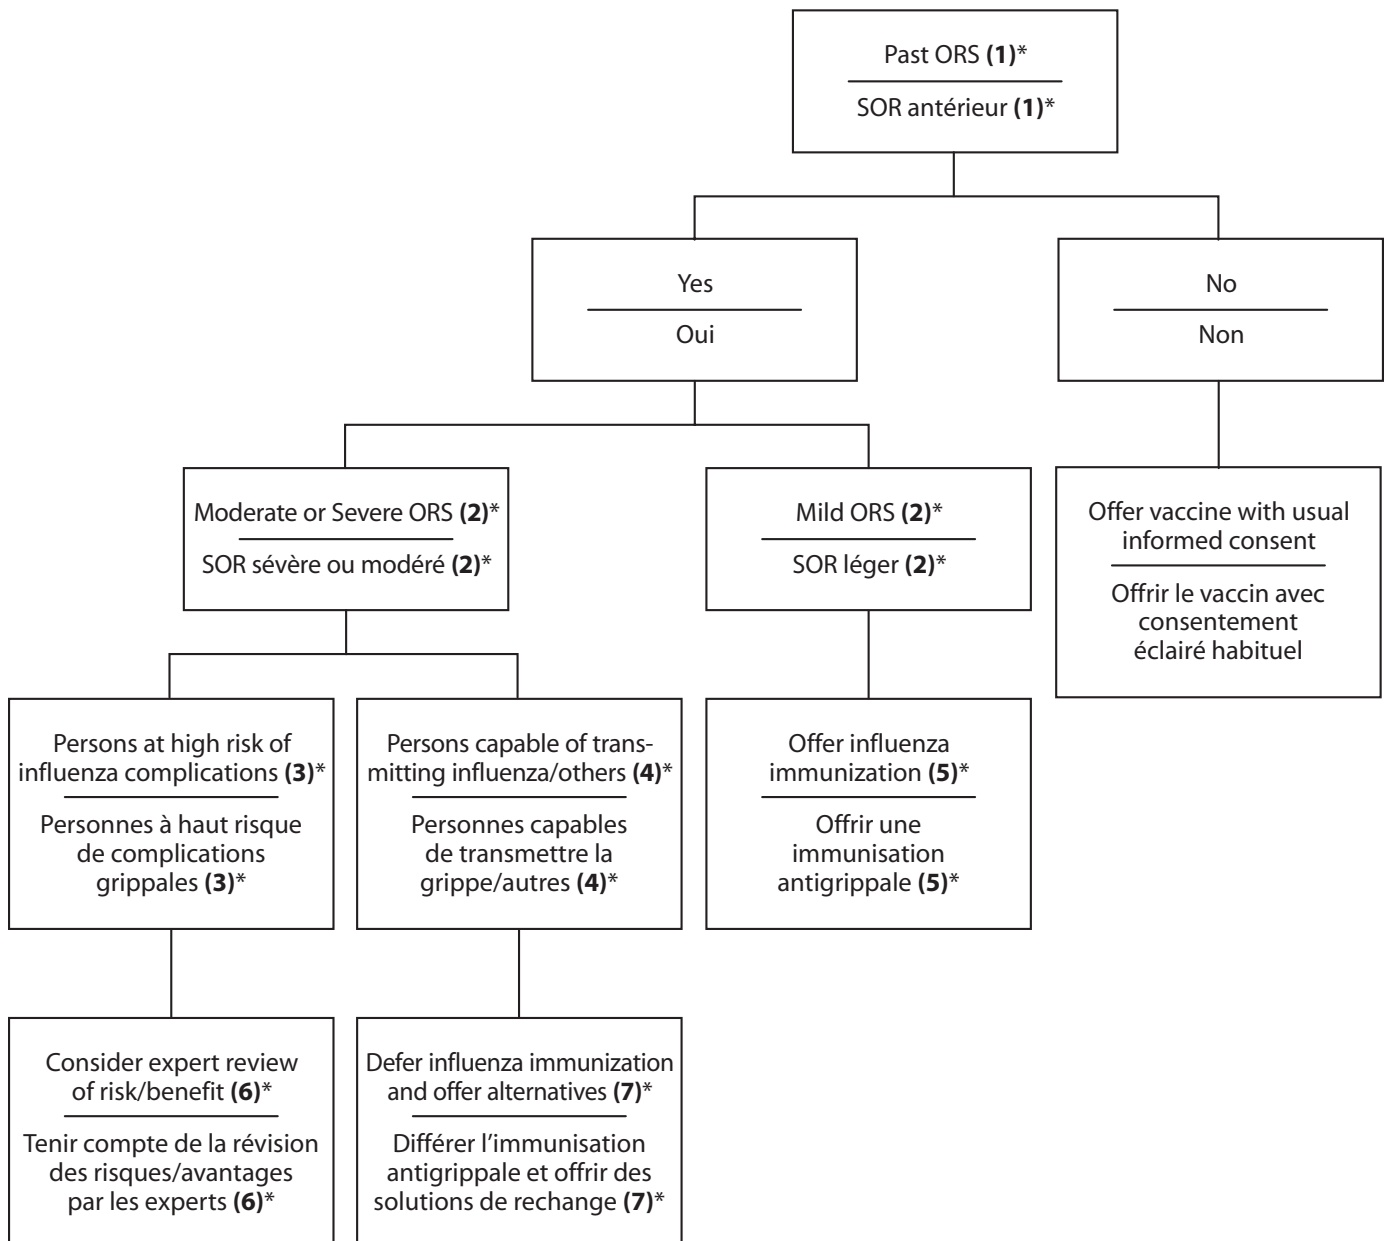 Past ORS (1)*
SOR antérieur (1)*
Yes
Oui
No
Non
Moderate or Severe ORS (2)*
SOR sévère ou modéré (2)*
Mild ORS (2)*
SOR léger (2)*
Offer vaccine with usual
informed consent
Offrir le vaccin avec
consentement
éclairé habituel
Persons at high risk of
influenza complications (3)*
Personnes à haut risque
de complications
grippales (3)*
Persons capable of trans-
mitting influenza/others (4)*
Personnes capables
de transmettre la
grippe/autres (4)*
Offer influenza
immunization (5)*
Offrir une
immunisation
antigrippale (5)*
Consider expert review
of risk/benefit (6)*
Tenir compte de la révision
des risques/avantages
par les experts (6)*
Defer influenza immunization
and offer alternatives (7)*
Différer l’immunisation
antigrippale et offrir des
solutions de rechange (7)*